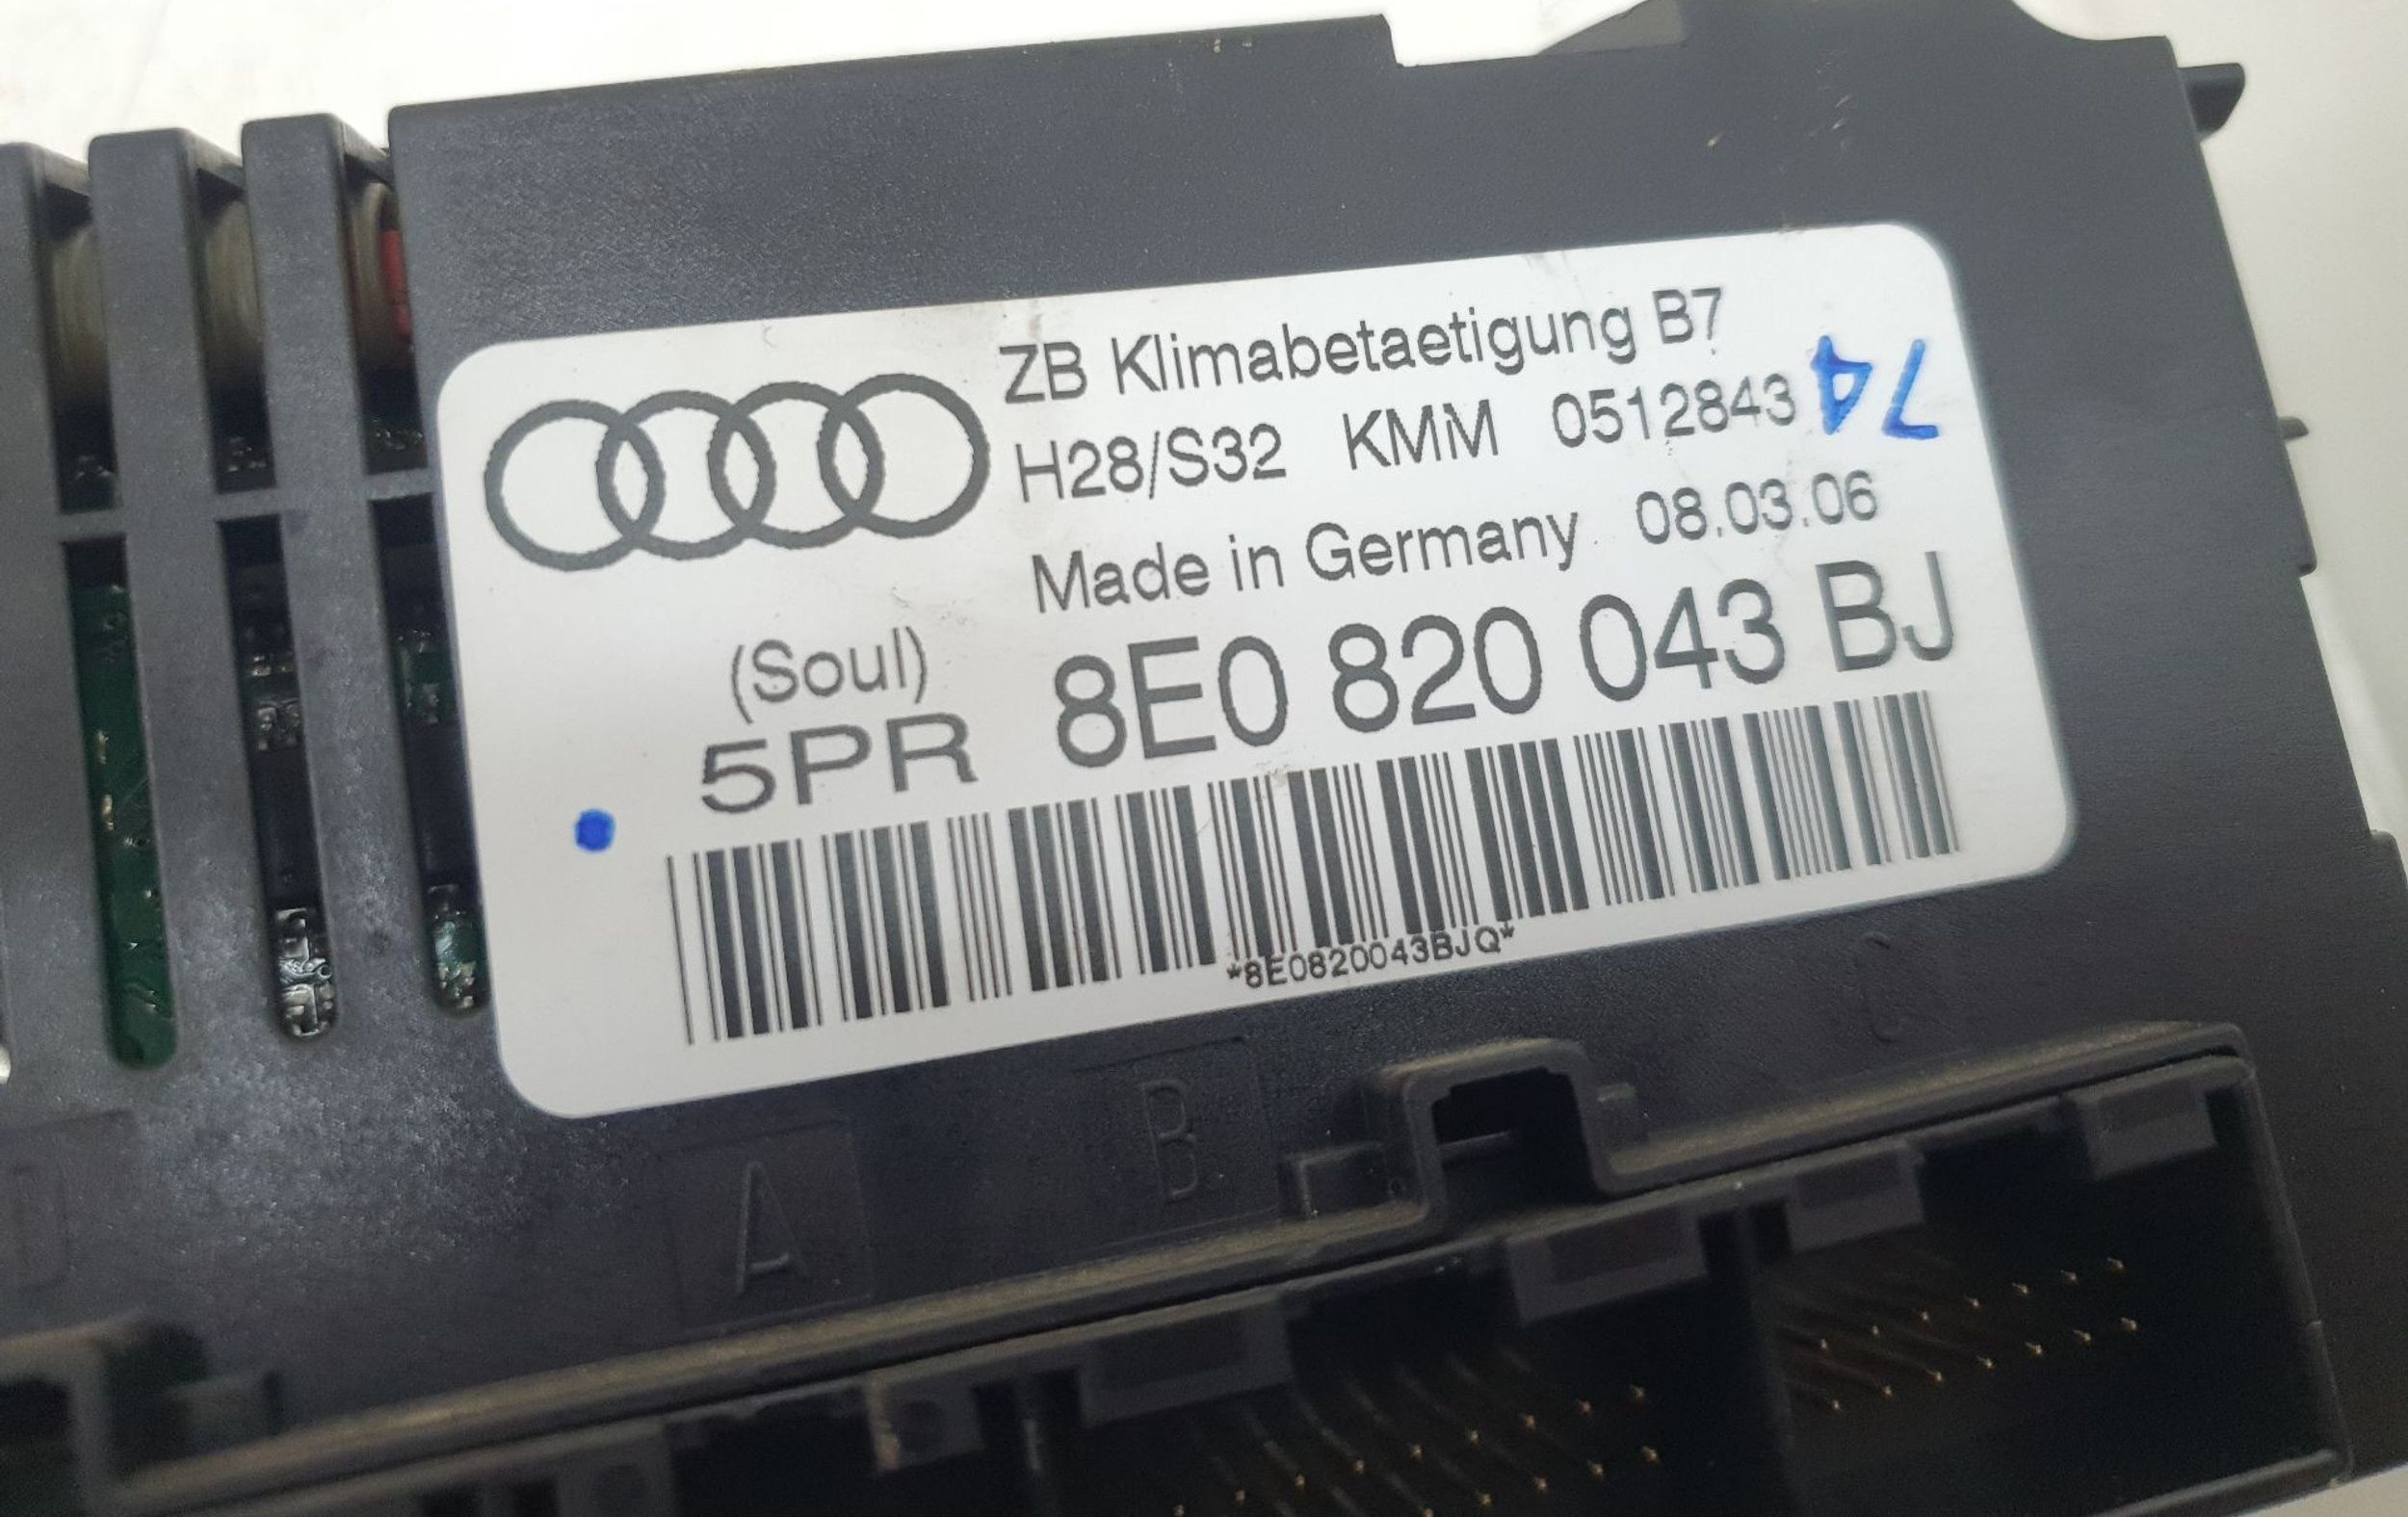 ZB Klimabetaetigung B7
H28/S32 KMM 0512843 74
Made in Germany 08.03.06
(Soul)
5PR 8E0 820 043 BJ
*8E0820043BJQ*
C
B
A
D